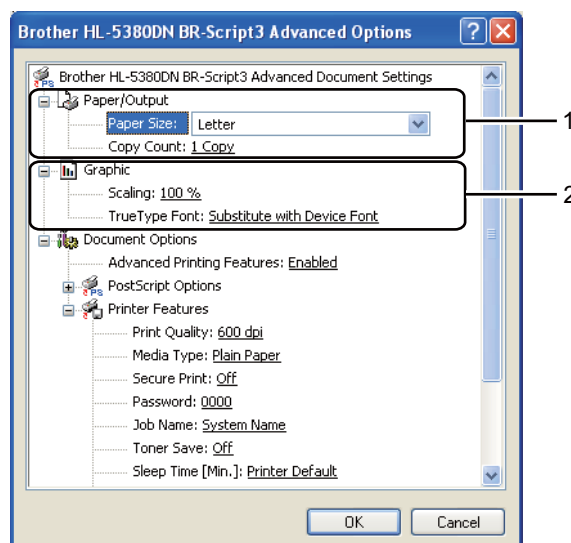 Brother HL-5380DN BR-Script3 Advanced Options
Brother HL-5380DN BR-Script3 Advanced Document Settings
Paper/Output
Paper Size: Letter
1
Copy Count: 1 Copy
Graphic
Scaling: 100 %
2
TrueType Font: Substitute with Device Font
Document Options
Advanced Printing Features: Enabled
PostScript Options
Printer Features
Print Quality: 600 dpi
Media Type: Plain Paper
Secure Print: Off
Password: 0000
Job Name: System Name
Toner Save: Off
Sleep Time [Min.]: Printer Default
OK Cancel